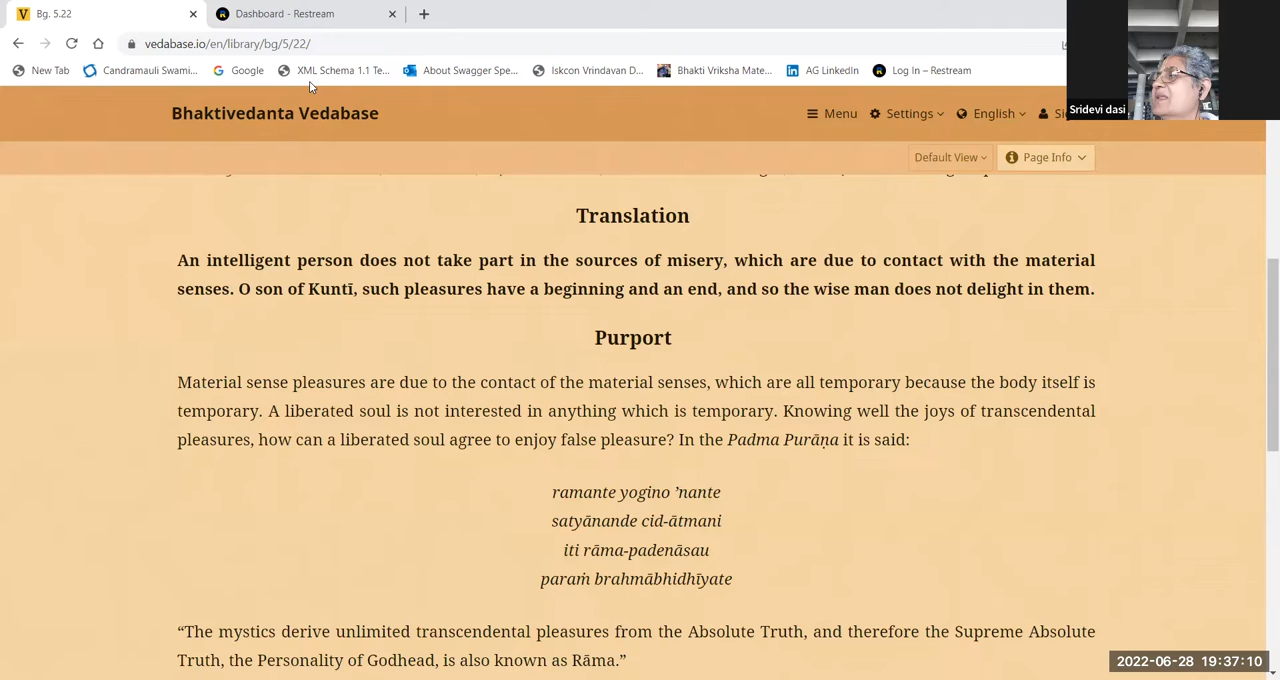 Bg. 5.22
Dashboard - Restream
vedabase.io/en/library/bg/5/22/
New Tab
Candramauli Swami...
Google
XML Schema 1.1 Te...
About Swagger Spe...
Iskcon Vrindavan D...
Bhakti Vriksha Mate...
AG LinkedIn
Log In – Restream
Sridevi dasi
Bhaktivedanta Vedabase
Menu
Settings
English
Default View
Page Info
Translation
An intelligent person does not take part in the sources of misery, which are due to contact with the material
senses. O son of Kuntī, such pleasures have a beginning and an end, and so the wise man does not delight in them.
Purport
Material sense pleasures are due to the contact of the material senses, which are all temporary because the body itself is
temporary. A liberated soul is not interested in anything which is temporary. Knowing well the joys of transcendental
pleasures, how can a liberated soul agree to enjoy false pleasure? In the Padma Purāṇa it is said:
ramante yogino ’nante
satyānande cid-ātmani
iti rāma-padenāsau
paraṁ brahmābhidhīyate
“The mystics derive unlimited transcendental pleasures from the Absolute Truth, and therefore the Supreme Absolute
Truth, the Personality of Godhead, is also known as Rāma.”
2022-06-28 19:37:10